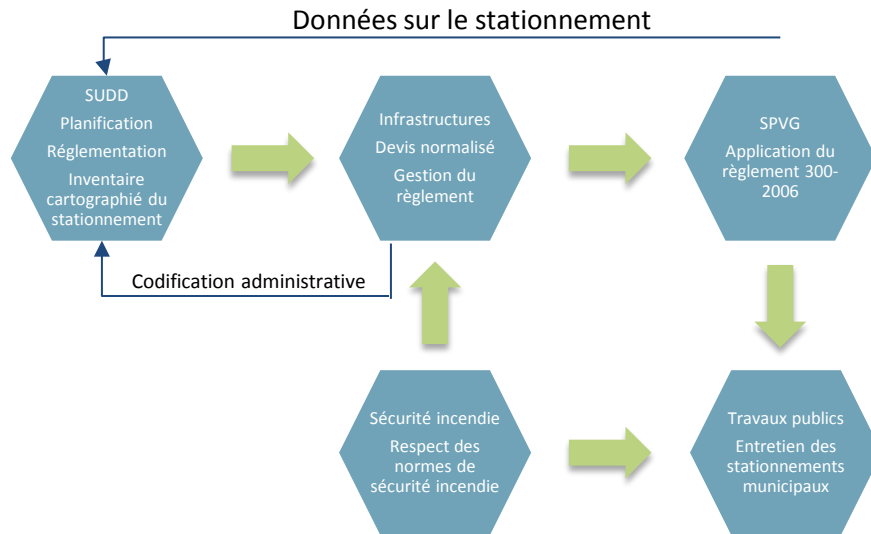 Données sur le stationnement
SUDD
Planification
Réglementation
Inventaire
cartographié du
stationnement
Infrastructures
Devis normalisé
Gestion du
règlement
SPVG
Application du
règlement 300-
2006
Codification administrative
Sécurité incendie
Respect des
normes de
sécurité incendie
Travaux publics
Entretien des
stationnements
municipaux